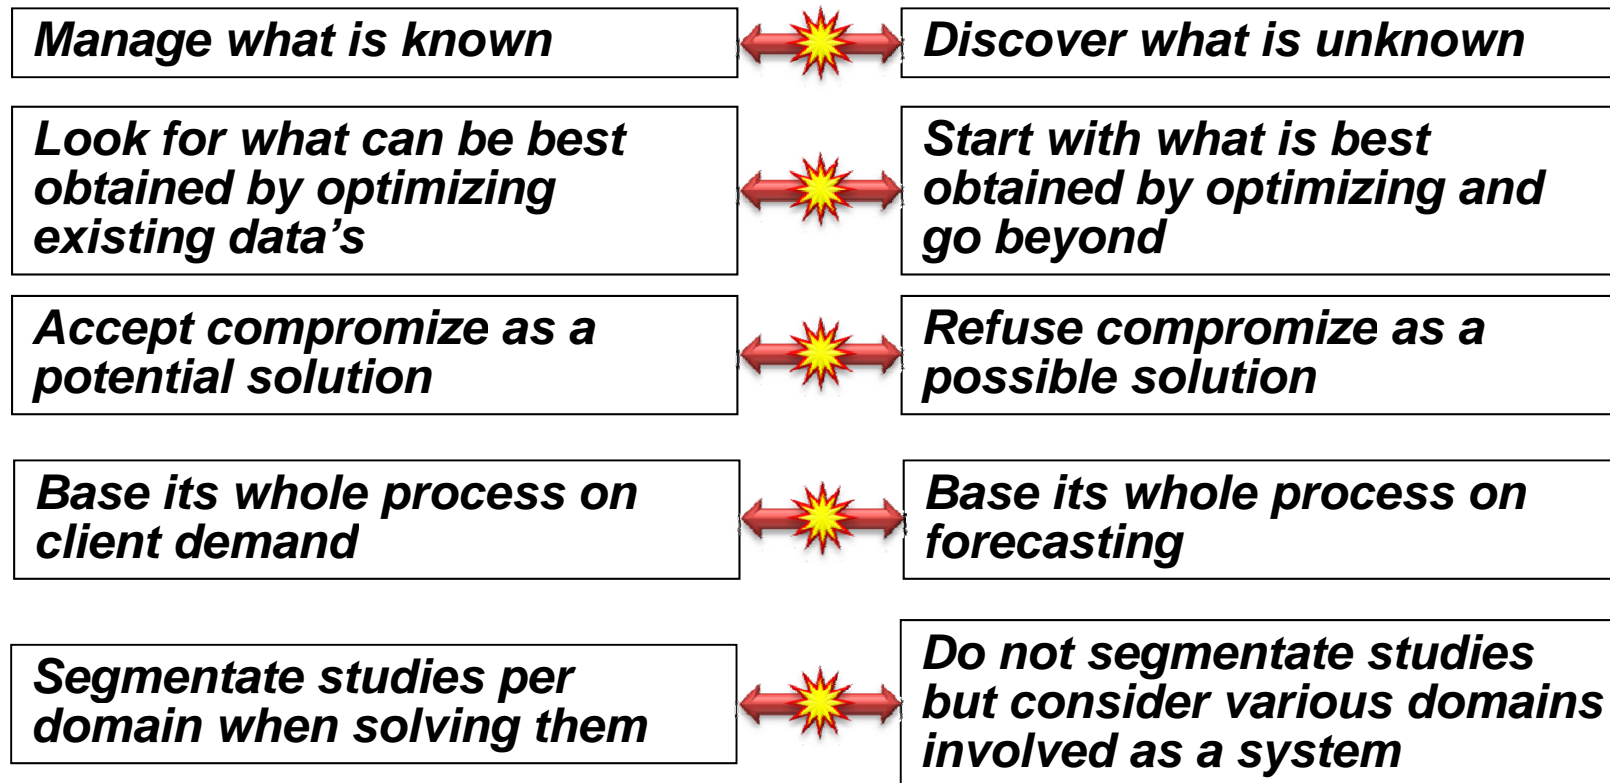 Manage what is known
Discover what is unknown
Look for what can be best
obtained by optimizing
existing data’s
Start with what is best
obtained by optimizing and
go beyond
Accept compromize as a
potential solution
Refuse compromize as a
possible solution
Base its whole process on
client demand
Base its whole process on
forecasting
Segmentate studies per
domain when solving them
Do not segmentate studies
but consider various domains
involved as a system